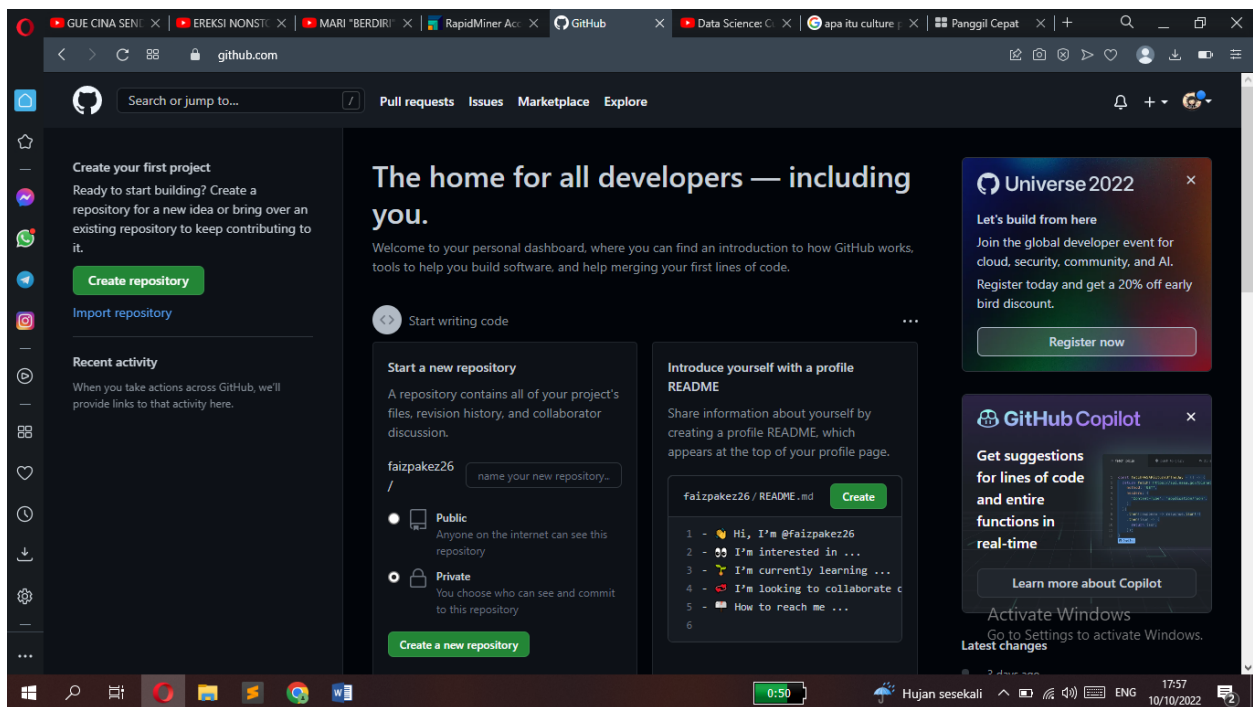 GUE CINA SEND
EREKSI NONSTO
MARI "BERDIRI"
RapidMiner Acc
GitHub
Data Science: C
apa itu culture p
Panggil Cepat
github.com
Search or jump to...
/
Pull requests Issues Marketplace Explore
Create your first project
Ready to start building? Create a
repository for a new idea or bring over an
existing repository to keep contributing to
it.
Create repository
Import repository
Recent activity
When you take actions across GitHub, we'll
provide links to that activity here.
The home for all developers — including
you.
Welcome to your personal dashboard, where you can find an introduction to how GitHub works,
tools to help you build software, and help merging your first lines of code.
Start writing code
Start a new repository
A repository contains all of your project's
files, revision history, and collaborator
discussion.
faizpakez26
/
name your new repository..
Public
Anyone on the internet can see this
repository
Private
You choose who can see and commit
to this repository
Create a new repository
Introduce yourself with a profile
README
Share information about yourself by
creating a profile README, which
appears at the top of your profile page.
faizpakez26 / README.md
Create
1 - 👋 Hi, I'm @faizpakez26
2 - 👀 I'm interested in ...
3 - 🌱 I'm currently learning ...
4 - 💞️ I'm looking to collaborate o
5 - 📫 How to reach me ...
6
Universe 2022
Let's build from here
Join the global developer event for
cloud, security, community, and AI.
Register today and get a 20% off early
bird discount.
Register now
GitHub Copilot
Get suggestions
for lines of code
and entire
functions in
real-time
Learn more about Copilot
Activate Windows
Go to Settings to activate Windows.
Latest changes
2 days ago
0:50
Hujan sesekali
ENG
17:57
10/10/2022
2